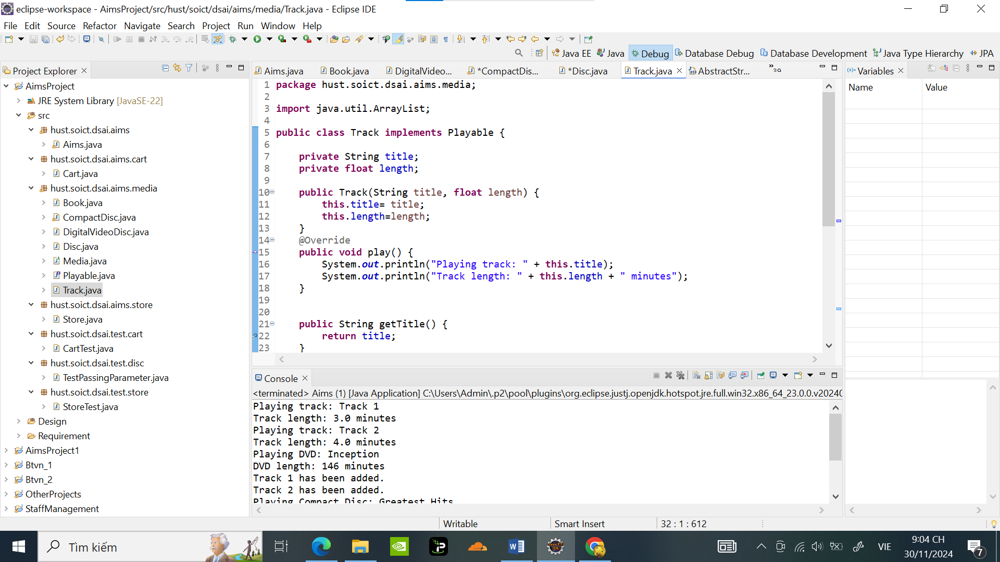 eclipse-workspace - AimsProject/src/hust/soict/dsai/aims/media/Track.java - Eclipse IDE
File Edit Source Refactor Navigate Search Project Run Window Help
Java EE Java Debug Database Debug Database Development Java Type Hierarchy JPA
Project Explorer
AimsProject
JRE System Library [JavaSE-22]
src
hust.soict.dsai.aims
Aims.java
hust.soict.dsai.aims.cart
Cart.java
hust.soict.dsai.aims.media
Book.java
CompactDisc.java
DigitalVideoDisc.java
Disc.java
Media.java
Playable.java
Track.java
hust.soict.dsai.aims.store
Store.java
hust.soict.dsai.test.cart
CartTest.java
hust.soict.dsai.test.disc
TestPassingParameter.java
hust.soict.dsai.test.store
StoreTest.java
Design
Requirement
AimsProject1
Btvn_1
Btvn_2
OtherProjects
StaffManagement
Aims.java Book.java DigitalVideo... *CompactDis... *Disc.java Track.java AbstractStr... »
1 package hust.soict.dsai.aims.media;
2
3 import java.util.ArrayList;
4
5 public class Track implements Playable {
6
7 private String title;
8 private float length;
9
10 public Track(String title, float length) {
11 this.title= title;
12 this.length=length;
13 }
14 @Override
15 public void play() {
16 System.out.println("Playing track: " + this.title);
17 System.out.println("Track length: " + this.length + " minutes");
18 }
19
20
21 public String getTitle() {
22 return title;
23 }
Console
<terminated> Aims (1) [Java Application] C:\Users\Admin\.p2\pool\plugins\org.eclipse.justj.openjdk.hotspot.jre.full.win32.x86_64_23.0.0.v20240
Playing track: Track 1
Track length: 3.0 minutes
Playing track: Track 2
Track length: 4.0 minutes
Playing DVD: Inception
DVD length: 146 minutes
Track 1 has been added.
Track 2 has been added.
Playing Compact Disc: Greatest Hits
(x)= Variables
Name Value
Writable Smart Insert 32 : 1 : 612
Tìm kiếm
VIE
9:04 CH
30/11/2024
7